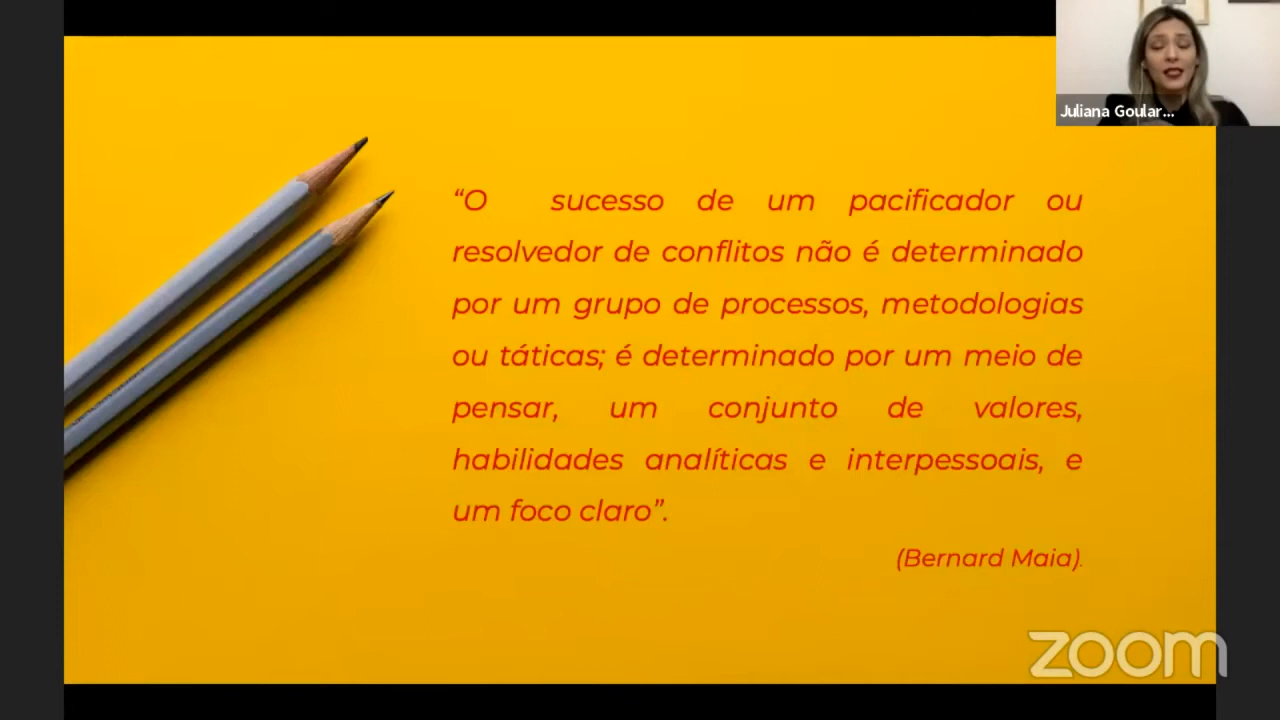 Juliana Goular...
“O sucesso de um pacificador ou
resolvedor de conflitos não é determinado
por um grupo de processos, metodologias
ou táticas; é determinado por um meio de
pensar, um conjunto de valores,
habilidades analíticas e interpessoais, e
um foco claro”.
(Bernard Maia).
zoom